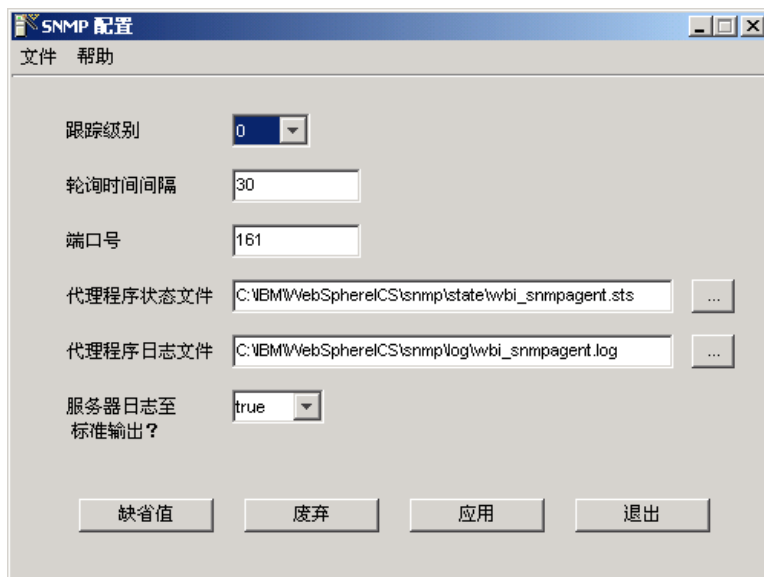 SNMP 配置
文件 帮助
跟踪级别 0
轮询时间间隔 30
端口号 161
代理程序状态文件 C:\IBM\WebSphereICS\snmp\state\wbi_snmpagent.sts ...
代理程序日志文件 C:\IBM\WebSphereICS\snmp\log\wbi_snmpagent.log ...
服务器日志至 true
标准输出？
缺省值 废弃 应用 退出